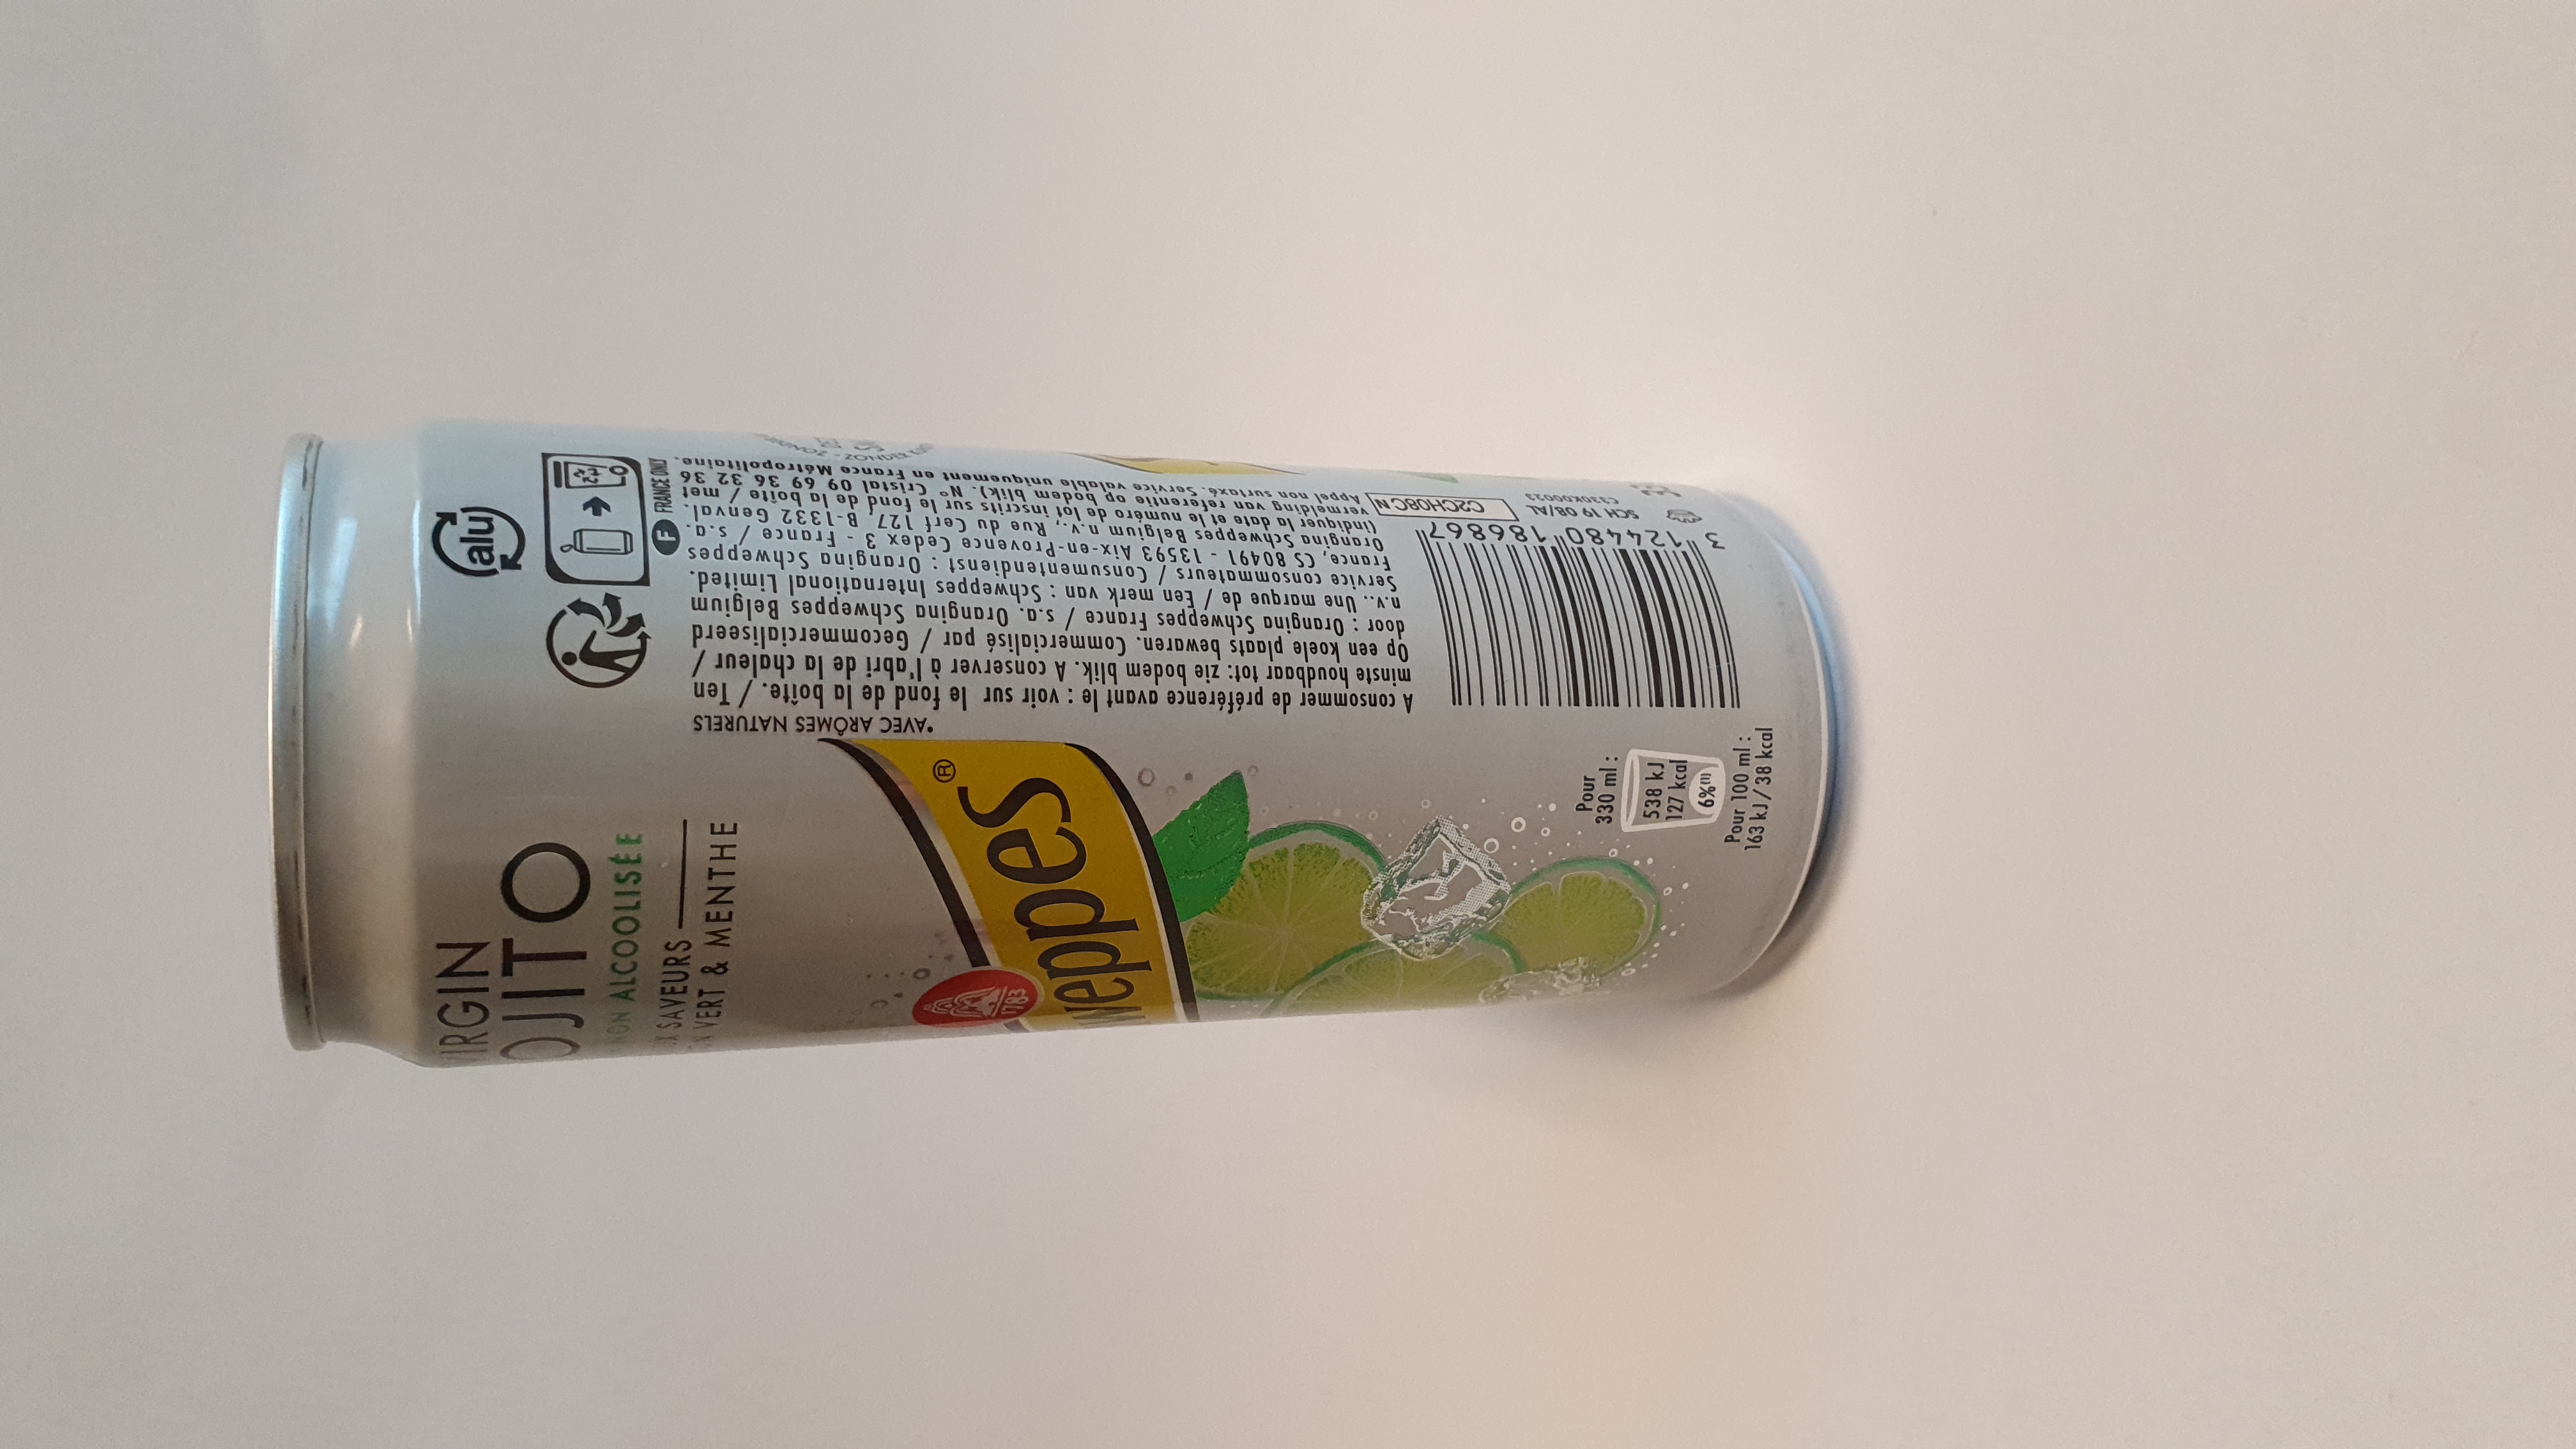 IRGIN
OJITO
NON ALCOOLISÉE
SAVEURS
VERT & MENTHE
1783
weppes®
Pour
330 ml :
538 kJ
127 kcal
6%(1)
Pour 100 ml :
163 kJ / 38 kcal
alu
F FRANCE ONLY
*AVEC ARÔMES NATURELS
A consommer de préférence avant le : voir sur le fond de la boîte. / Ten
minste houdbaar tot: zie bodem blik. A conserver à l'abri de la chaleur /
Op een koele plaats bewaren. Commercialisé par / Gecommercialiseerd
door : Orangina Schweppes France / s.a. Orangina Schweppes Belgium
n.v.. Une marque de / Een merk van : Schweppes International Limited.
Service consommateurs / Consumentendienst : Orangina Schweppes
France, CS 80491 - 13593 Aix-en-Provence Cedex 3 - France / s.a.
Orangina Schweppes Belgium n.v., Rue du Cerf 127 B-1332 Genval.
(indiquer la date et le numéro de lot inscrits sur le fond de la boîte / met
vermelding van referentie op bodem blik). N° Cristal 09 69 36 32 36
Appel non surtaxé. Service valable uniquement en France Métropolitaine.
3 124480 186867
C2CH08C N
SCH 19 08/AL